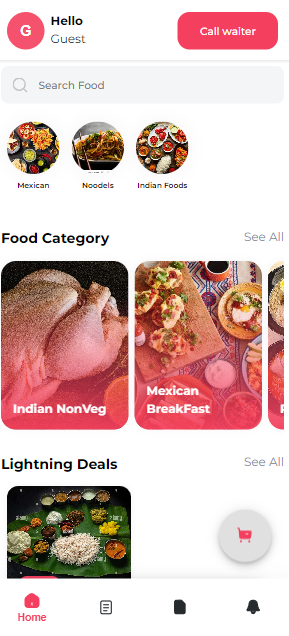 G
Hello
Guest
Call waiter
Search Food
Mexican
Noodels
Indian Foods
Food Category
See All
Indian NonVeg
Mexican
BreakFast
Lightning Deals
See All
Home